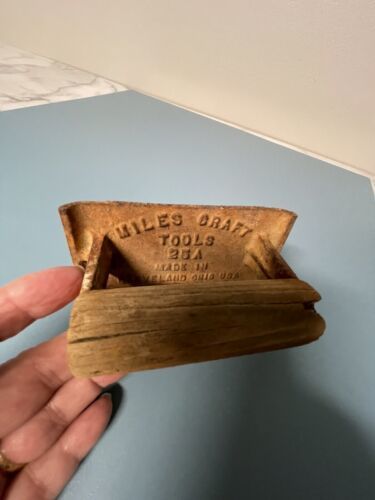 MILES CRAFT
TOOLS
25A
MADE IN
OHIO USA